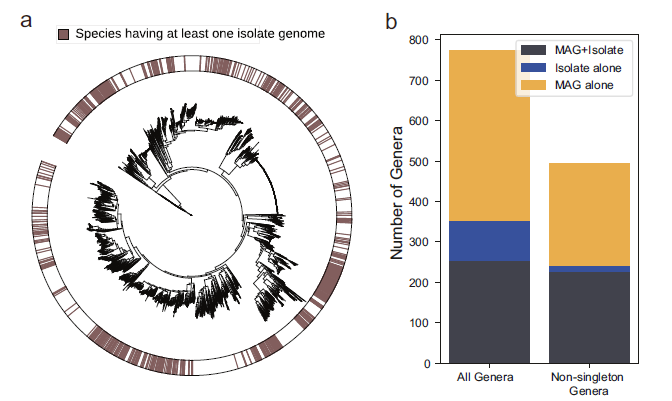 a
Species having at least one isolate genome
b
Number of Genera
800
700
600
500
400
300
200
100
0
MAG+Isolate
Isolate alone
MAG alone
All Genera
Non-singleton
Genera